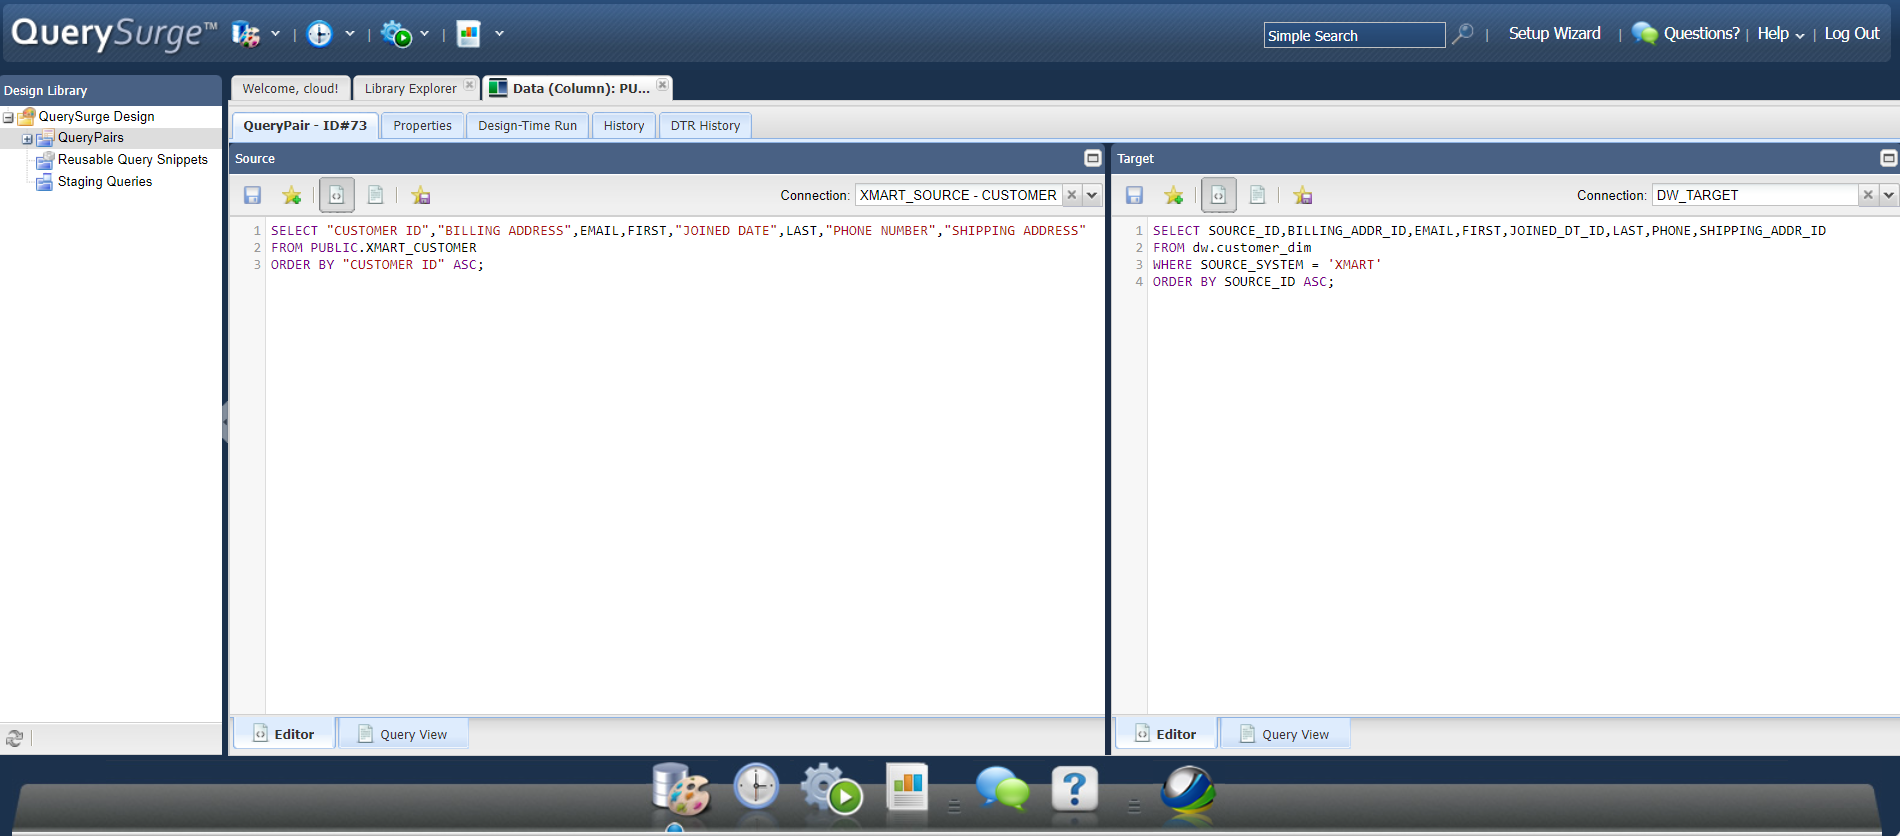 QuerySurge™
Simple Search
Setup Wizard
Questions?
Help
Log Out
Design Library
QuerySurge Design
QueryPairs
Reusable Query Snippets
Staging Queries
Welcome, cloud!
Library Explorer
Data (Column): PU...
QueryPair - ID#73
Properties
Design-Time Run
History
DTR History
Source
Connection: XMART_SOURCE - CUSTOMER
1 SELECT "CUSTOMER ID","BILLING ADDRESS",EMAIL,FIRST,"JOINED DATE",LAST,"PHONE NUMBER","SHIPPING ADDRESS"
2 FROM PUBLIC.XMART_CUSTOMER
3 ORDER BY "CUSTOMER ID" ASC;
Editor
Query View
Target
Connection: DW_TARGET
1 SELECT SOURCE_ID,BILLING_ADDR_ID,EMAIL,FIRST,JOINED_DT_ID,LAST,PHONE,SHIPPING_ADDR_ID
2 FROM dw.customer_dim
3 WHERE SOURCE_SYSTEM = 'XMART'
4 ORDER BY SOURCE_ID ASC;
Editor
Query View
?